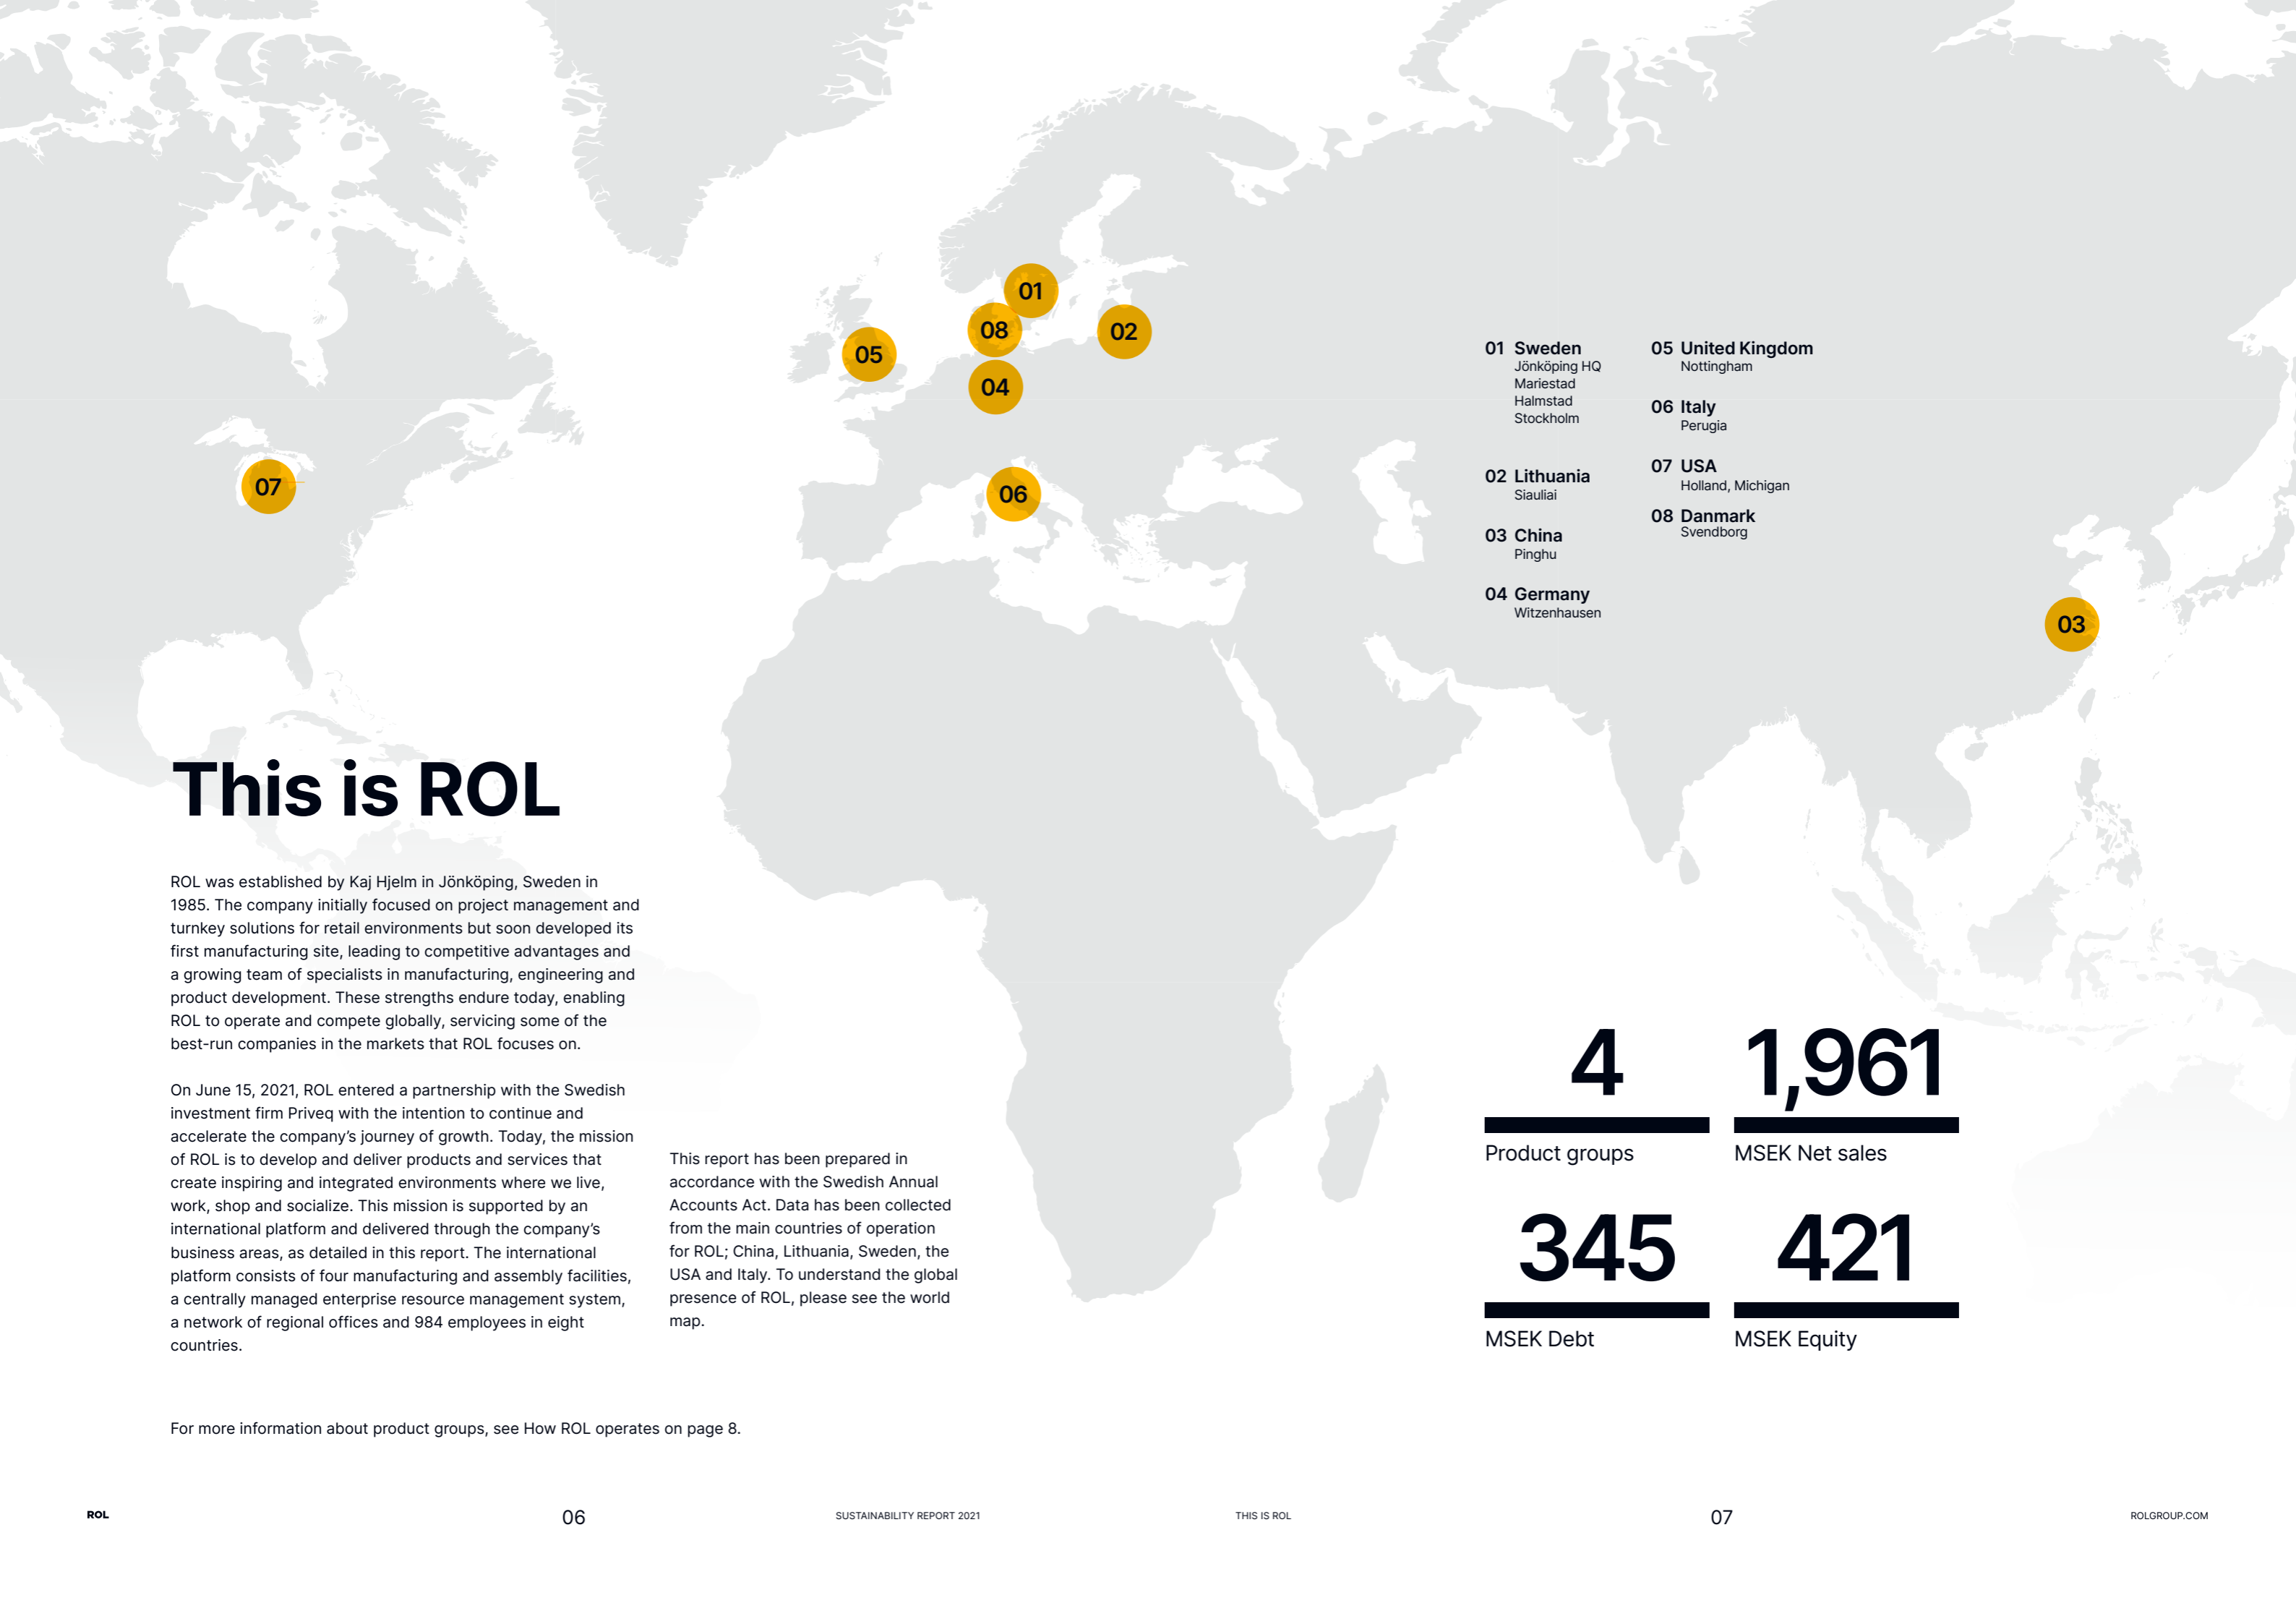 01
08
02
05
04
07
06
03
01 Sweden
Jönköping HQ
Mariestad
Halmstad
Stockholm
02 Lithuania
Siauliai
03 China
Pinghu
04 Germany
Witzenhausen
05 United Kingdom
Nottingham
06 Italy
Perugia
07 USA
Holland, Michigan
08 Danmark
Svendborg
This is ROL
ROL was established by Kaj Hjelm in Jönköping, Sweden in
1985. The company initially focused on project management and
turnkey solutions for retail environments but soon developed its
first manufacturing site, leading to competitive advantages and
a growing team of specialists in manufacturing, engineering and
product development. These strengths endure today, enabling
ROL to operate and compete globally, servicing some of the
best-run companies in the markets that ROL focuses on.
On June 15, 2021, ROL entered a partnership with the Swedish
investment firm Priveq with the intention to continue and
accelerate the company’s journey of growth. Today, the mission
of ROL is to develop and deliver products and services that
create inspiring and integrated environments where we live,
work, shop and socialize. This mission is supported by an
international platform and delivered through the company’s
business areas, as detailed in this report. The international
platform consists of four manufacturing and assembly facilities,
a centrally managed enterprise resource management system,
a network of regional offices and 984 employees in eight
countries.
This report has been prepared in
accordance with the Swedish Annual
Accounts Act. Data has been collected
from the main countries of operation
for ROL; China, Lithuania, Sweden, the
USA and Italy. To understand the global
presence of ROL, please see the world
map.
For more information about product groups, see How ROL operates on page 8.
4
Product groups
1,961
MSEK Net sales
345
MSEK Debt
421
MSEK Equity
ROL
06
SUSTAINABILITY REPORT 2021
THIS IS ROL
07
ROLGROUP.COM